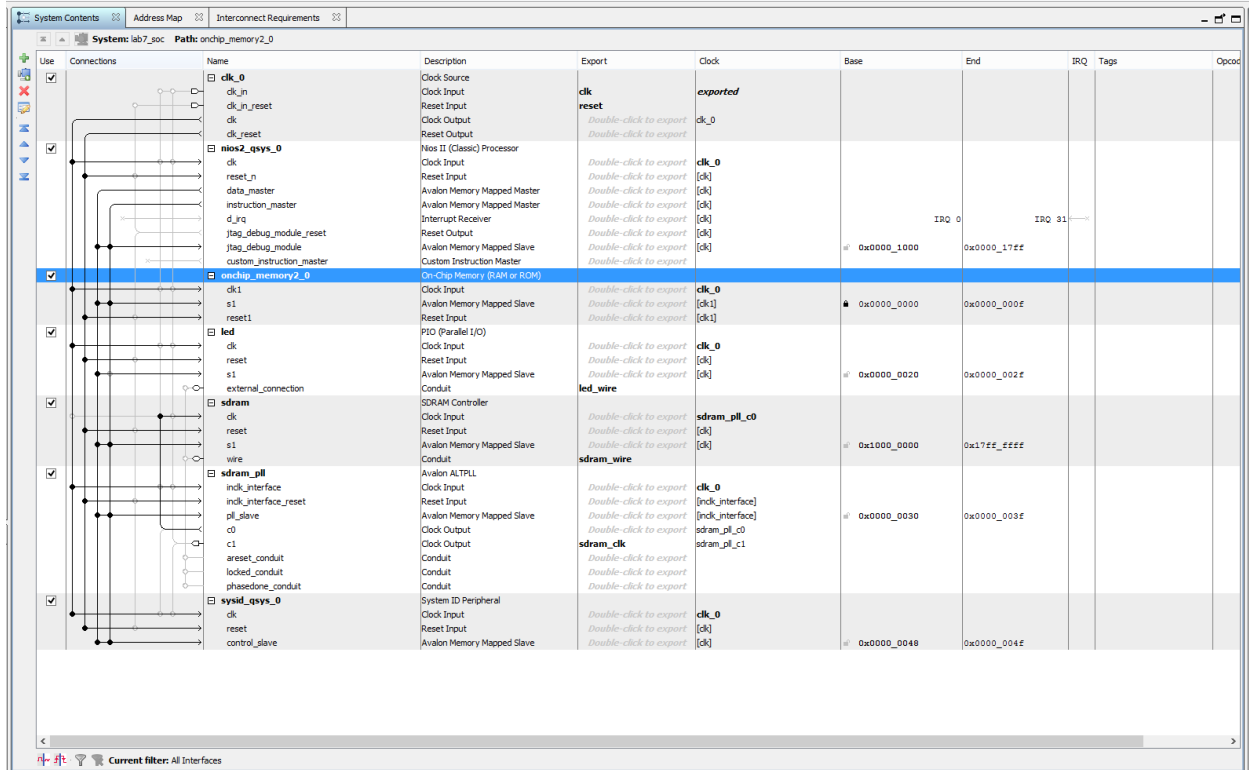 System Contents Address Map Interconnect Requirements
System: lab7_soc Path: onchip_memory2_0
Use Connections Name Description Export Clock Base End IRQ Tags Opcod
clk_0 Clock Source
clk_in Clock Input clk exported
clk_in_reset Reset Input reset
clk Clock Output Double-click to export clk_0
clk_reset Reset Output Double-click to export
nios2_qsys_0 Nios II (Classic) Processor
clk Clock Input Double-click to export clk_0
reset_n Reset Input Double-click to export [clk]
data_master Avalon Memory Mapped Master Double-click to export [clk]
instruction_master Avalon Memory Mapped Master Double-click to export [clk]
d_irq Interrupt Receiver Double-click to export [clk] IRQ 0 IRQ 31
jtag_debug_module_reset Reset Output Double-click to export [clk]
jtag_debug_module Avalon Memory Mapped Slave Double-click to export [clk] 0x0000_1000 0x0000_17ff
custom_instruction_master Custom Instruction Master Double-click to export
onchip_memory2_0 On-Chip Memory (RAM or ROM)
clk1 Clock Input Double-click to export clk_0
s1 Avalon Memory Mapped Slave Double-click to export [clk1] 0x0000_0000 0x0000_000f
reset1 Reset Input Double-click to export [clk1]
led PIO (Parallel I/O)
clk Clock Input Double-click to export clk_0
reset Reset Input Double-click to export [clk]
s1 Avalon Memory Mapped Slave Double-click to export [clk] 0x0000_0020 0x0000_002f
external_connection Conduit led_wire
sdram SDRAM Controller
clk Clock Input Double-click to export sdram_pll_c0
reset Reset Input Double-click to export [clk]
s1 Avalon Memory Mapped Slave Double-click to export [clk] 0x1000_0000 0x17ff_ffff
wire Conduit sdram_wire
sdram_pll Avalon ALTPLL
inclk_interface Clock Input Double-click to export clk_0
inclk_interface_reset Reset Input Double-click to export [inclk_interface]
pll_slave Avalon Memory Mapped Slave Double-click to export [inclk_interface] 0x0000_0030 0x0000_003f
c0 Clock Output Double-click to export sdram_pll_c0
c1 Clock Output sdram_clk sdram_pll_c1
areset_conduit Conduit Double-click to export
locked_conduit Conduit Double-click to export
phasedone_conduit Conduit Double-click to export
sysid_qsys_0 System ID Peripheral
clk Clock Input Double-click to export clk_0
reset Reset Input Double-click to export [clk]
control_slave Avalon Memory Mapped Slave Double-click to export [clk] 0x0000_0048 0x0000_004f
Current filter: All Interfaces